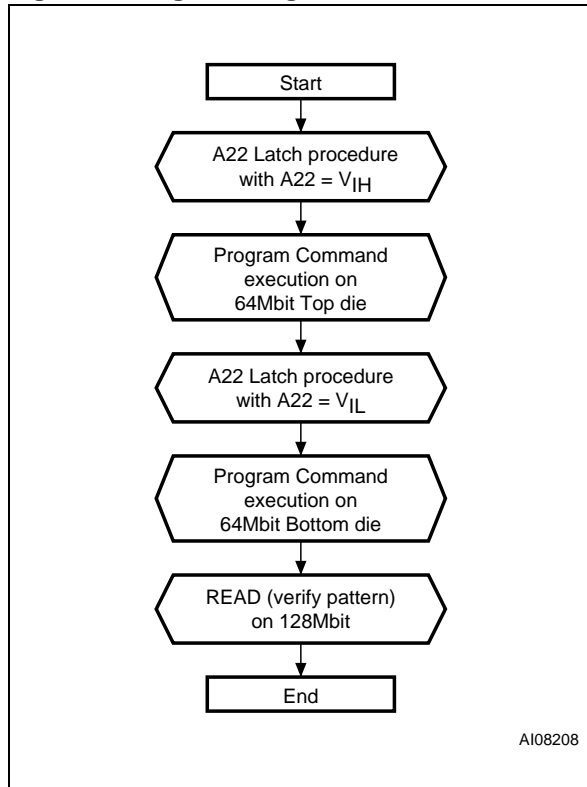 Start
A22 Latch procedure
with A22 = VIH
Program Command
execution on
64Mbit Top die
A22 Latch procedure
with A22 = VIL
Program Command
execution on
64Mbit Bottom die
READ (verify pattern)
on 128Mbit
End
AI08208